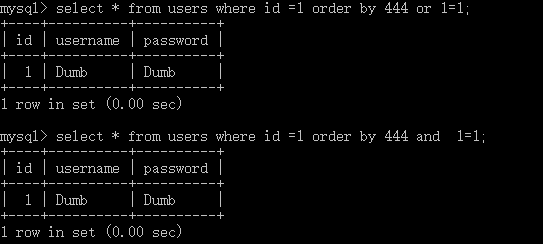 mysql> select * from users where id =1 order by 444 or 1=1;
+----+----------+----------+
| id | username | password |
+----+----------+----------+
|  1 | Dumb     | Dumb     |
+----+----------+----------+
1 row in set (0.00 sec)
mysql> select * from users where id =1 order by 444 and  1=1;
+----+----------+----------+
| id | username | password |
+----+----------+----------+
|  1 | Dumb     | Dumb     |
+----+----------+----------+
1 row in set (0.00 sec)